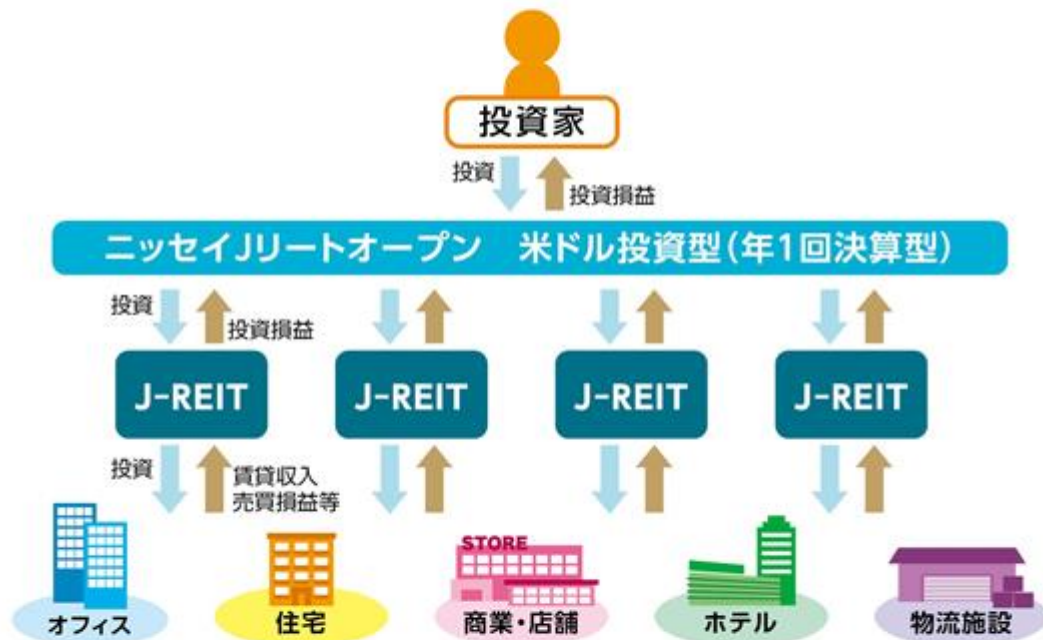 投資家
投資
投資損益
ニッセイJリートオープン 米ドル投資型(年1回決算型)
投資
投資損益
J-REIT
J-REIT
J-REIT
J-REIT
投資
賃貸収入
売買損益等
STORE
オフィス
住宅
商業・店舗
ホテル
物流施設